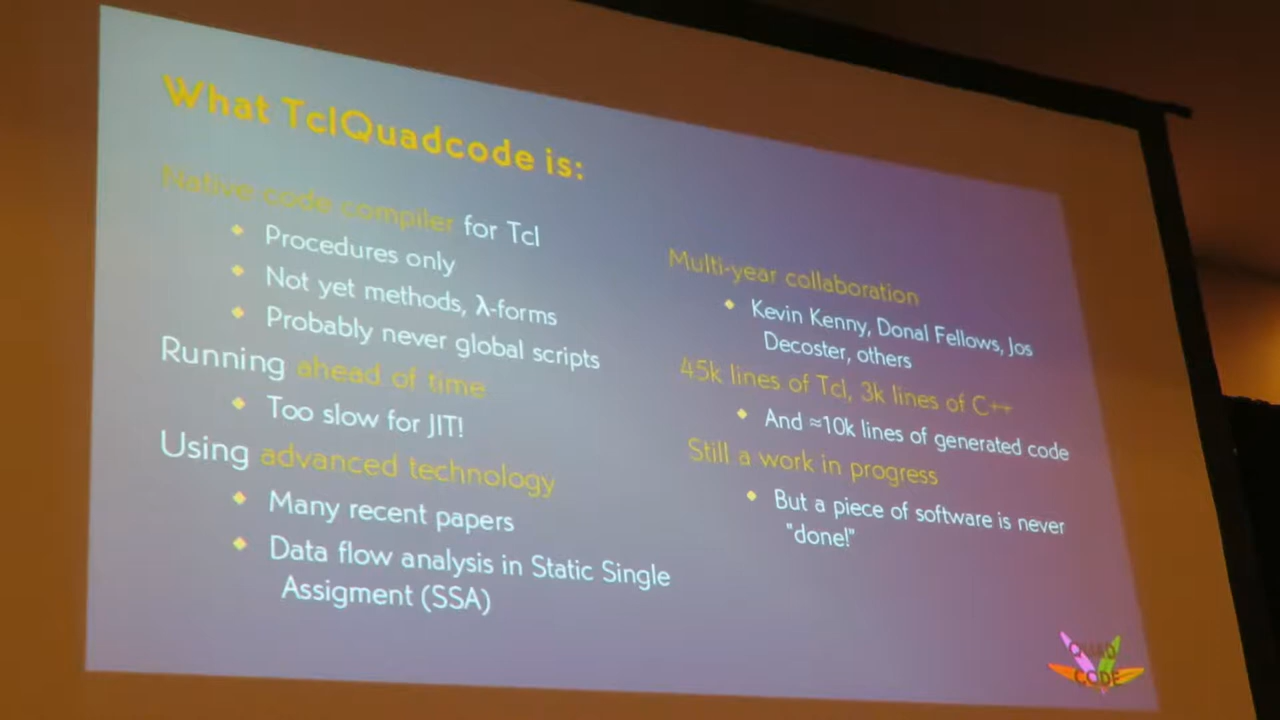 What TclQuadcode is:
Native code compiler for Tcl
Procedures only
Not yet methods, λ-forms
Probably never global scripts
Running ahead of time
Too slow for JIT!
Using advanced technology
Many recent papers
Data flow analysis in Static Single
Assigment (SSA)
Multi-year collaboration
Kevin Kenny, Donal Fellows, Jos
Decoster, others
45k lines of Tcl, 3k lines of C++
And ≈10k lines of generated code
Still a work in progress
But a piece of software is never
"done!"
QUAD
CODE